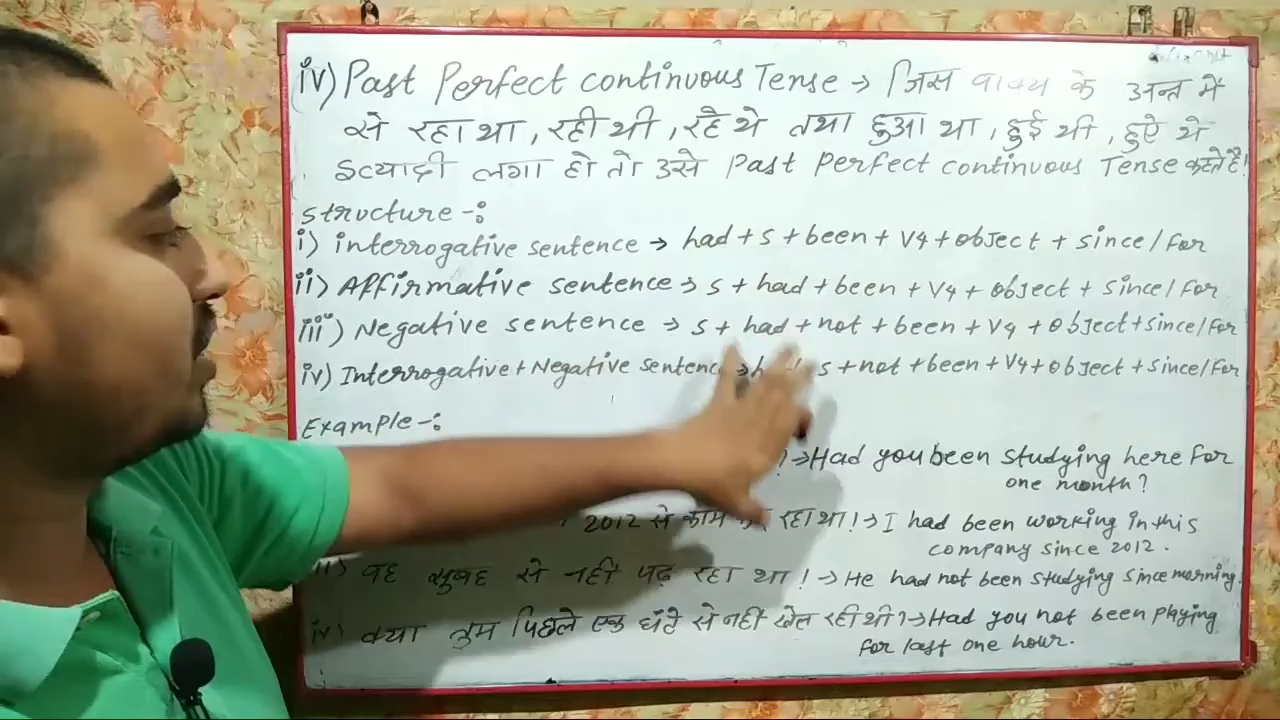 iv) Past Perfect continuous Tense → जिस वाक्य के अन्त में
से रहा था, रही थी, रहे थे तथा हुआ था, हुई थी, हुऐ थे
इत्यादी लगा हो तो उसे Past Perfect continuous Tense कहते है!
Structure -:
i) interrogative sentence → had + s + been + V4 + object + since/for
ii) Affirmative sentence → s + had + been + V4 + object + since/for
iii) Negative sentence → s + had + not + been + V4 + object + since/for
iv) Interrogative + Negative Sentence → s + not + been + V4 + object + since/for
Example -:
? → Had you been studying here for
one month?
2012 से काम रहा था! → I had been working in this
company since 2012.
वह सुबह से नही पढ़ रहा था! → He had not been studying since morning.
iv) क्या तुम पिछले एक घंटे से नहीं खेल रही थी? → Had you not been playing
for last one hour.